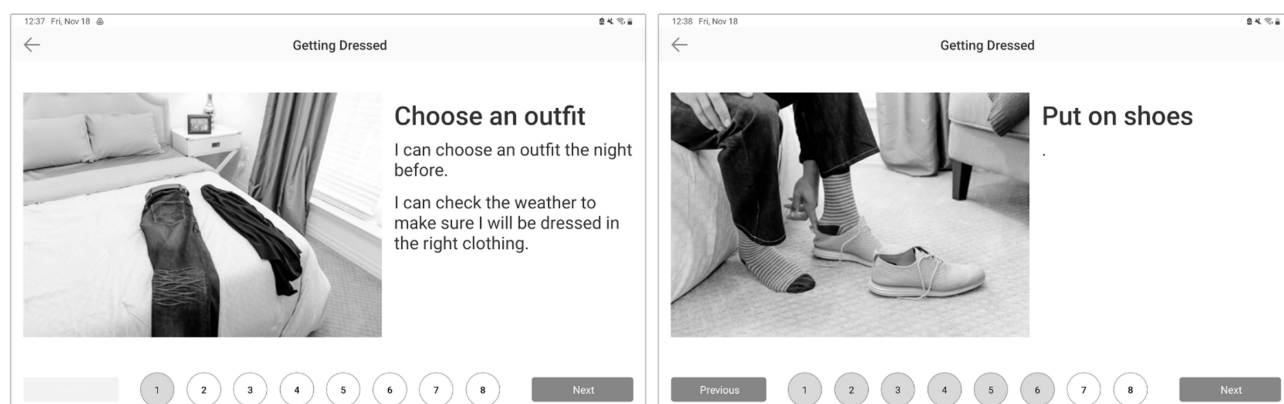 12:37 Fri, Nov 18
Getting Dressed
Choose an outfit
I can choose an outfit the night
before.
I can check the weather to
make sure I will be dressed in
the right clothing.
1 2 3 4 5 6 7 8
Next
12:38 Fri, Nov 18
Getting Dressed
Put on shoes
.
Previous
1 2 3 4 5 6 7 8
Next